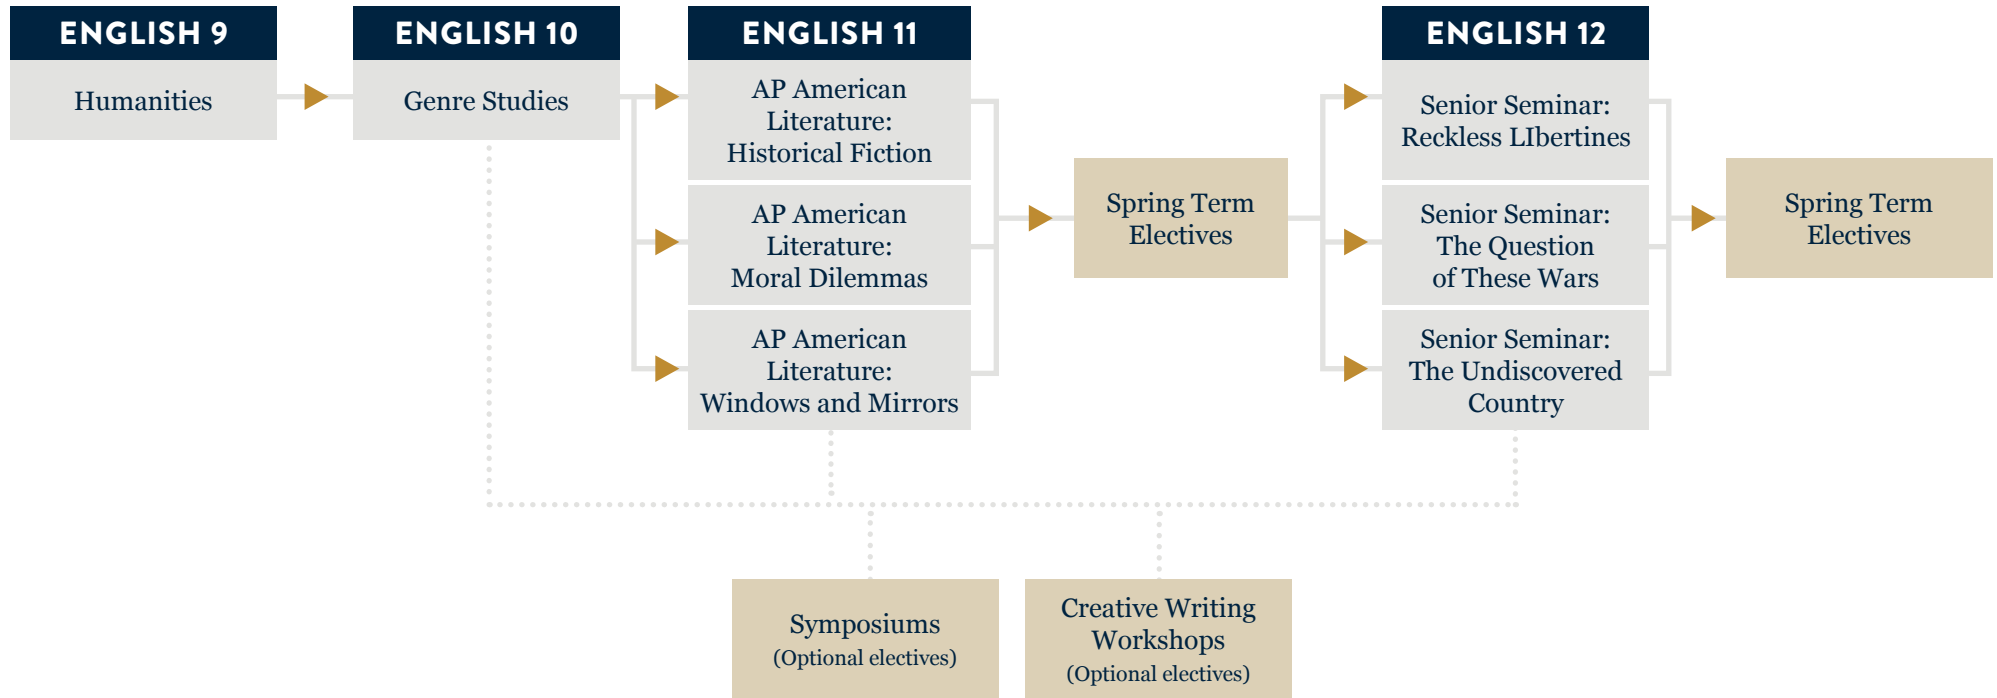 ENGLISH 9
Humanities
ENGLISH 10
Genre Studies
ENGLISH 11
AP American
Literature:
Historical Fiction
AP American
Literature:
Moral Dilemmas
AP American
Literature:
Windows and Mirrors
Spring Term
Electives
ENGLISH 12
Senior Seminar:
Reckless LIbertines
Senior Seminar:
The Question
of These Wars
Senior Seminar:
The Undiscovered
Country
Spring Term
Electives
Symposiums
(Optional electives)
Creative Writing
Workshops
(Optional electives)